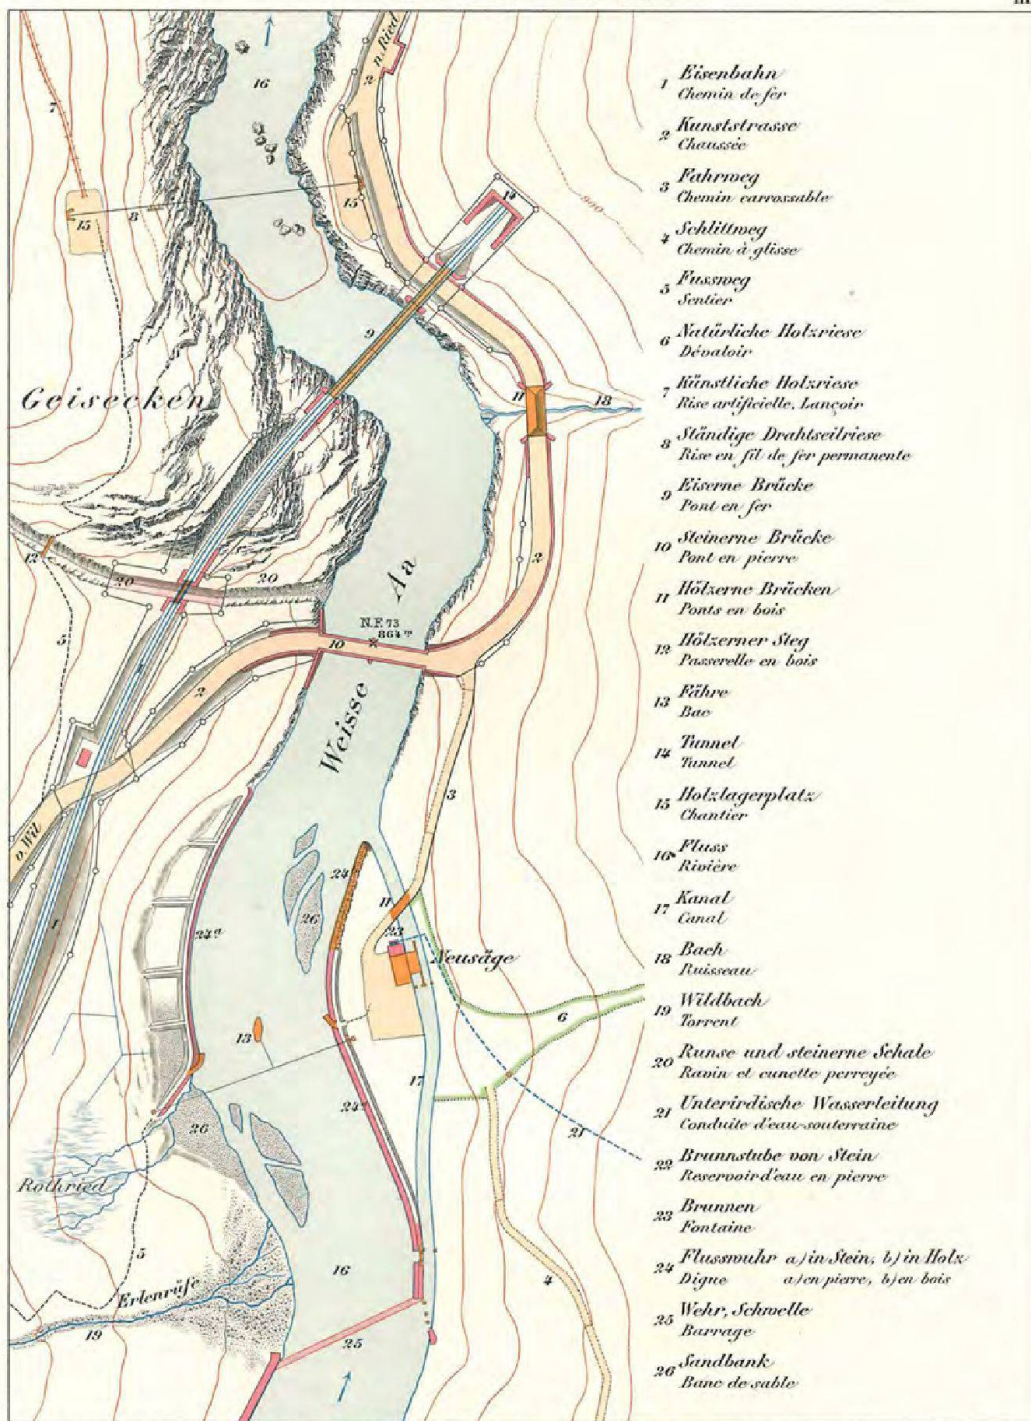 III
16
2
n. Ried
7
15
8
15
14
9
Geisecken
11
18
12
20
20
2
5
N.F. 73
864 m
10
Aa
Weisse
2
3
v. Wil
1
24
26
11
24a
23
Neusäge
6
13
17
24a
21
26
Rothried
5
16
4
Erlenrüfe
19
25
900
1 Eisenbahn
Chemin de fer
2 Kunststrasse
Chaussée
3 Fahrweg
Chemin carrossable
4 Schlittweg
Chemin à glisse
5 Fussweg
Sentier
6 Natürliche Holzriese
Dévaloir
7 Künstliche Holzriese
Rise artificielle, Lançoir
8 Ständige Drahtseilriese
Rise en fil de fer permanente
9 Eiserne Brücke
Pont en fer
10 Steinerne Brücke
Pont en pierre
11 Hölzerne Brücken
Ponts en bois
12 Hölzerner Steg
Passerelle en bois
13 Fähre
Bac
14 Tunnel
Tunnel
15 Holzlagerplatz
Chantier
16 Fluss
Rivière
17 Kanal
Canal
18 Bach
Ruisseau
19 Wildbach
Torrent
20 Runse und steinerne Schale
Ravin et cunette perreyée
21 Unterirdische Wasserleitung
Conduite d'eau souterraine
22 Brunnstube von Stein
Reservoir d'eau en pierre
23 Brunnen
Fontaine
24 Flusswuhr a) in Stein, b) in Holz
Digue a) en pierre, b) en bois
25 Wehr, Schwelle
Barrage
26 Sandbank
Banc de sable